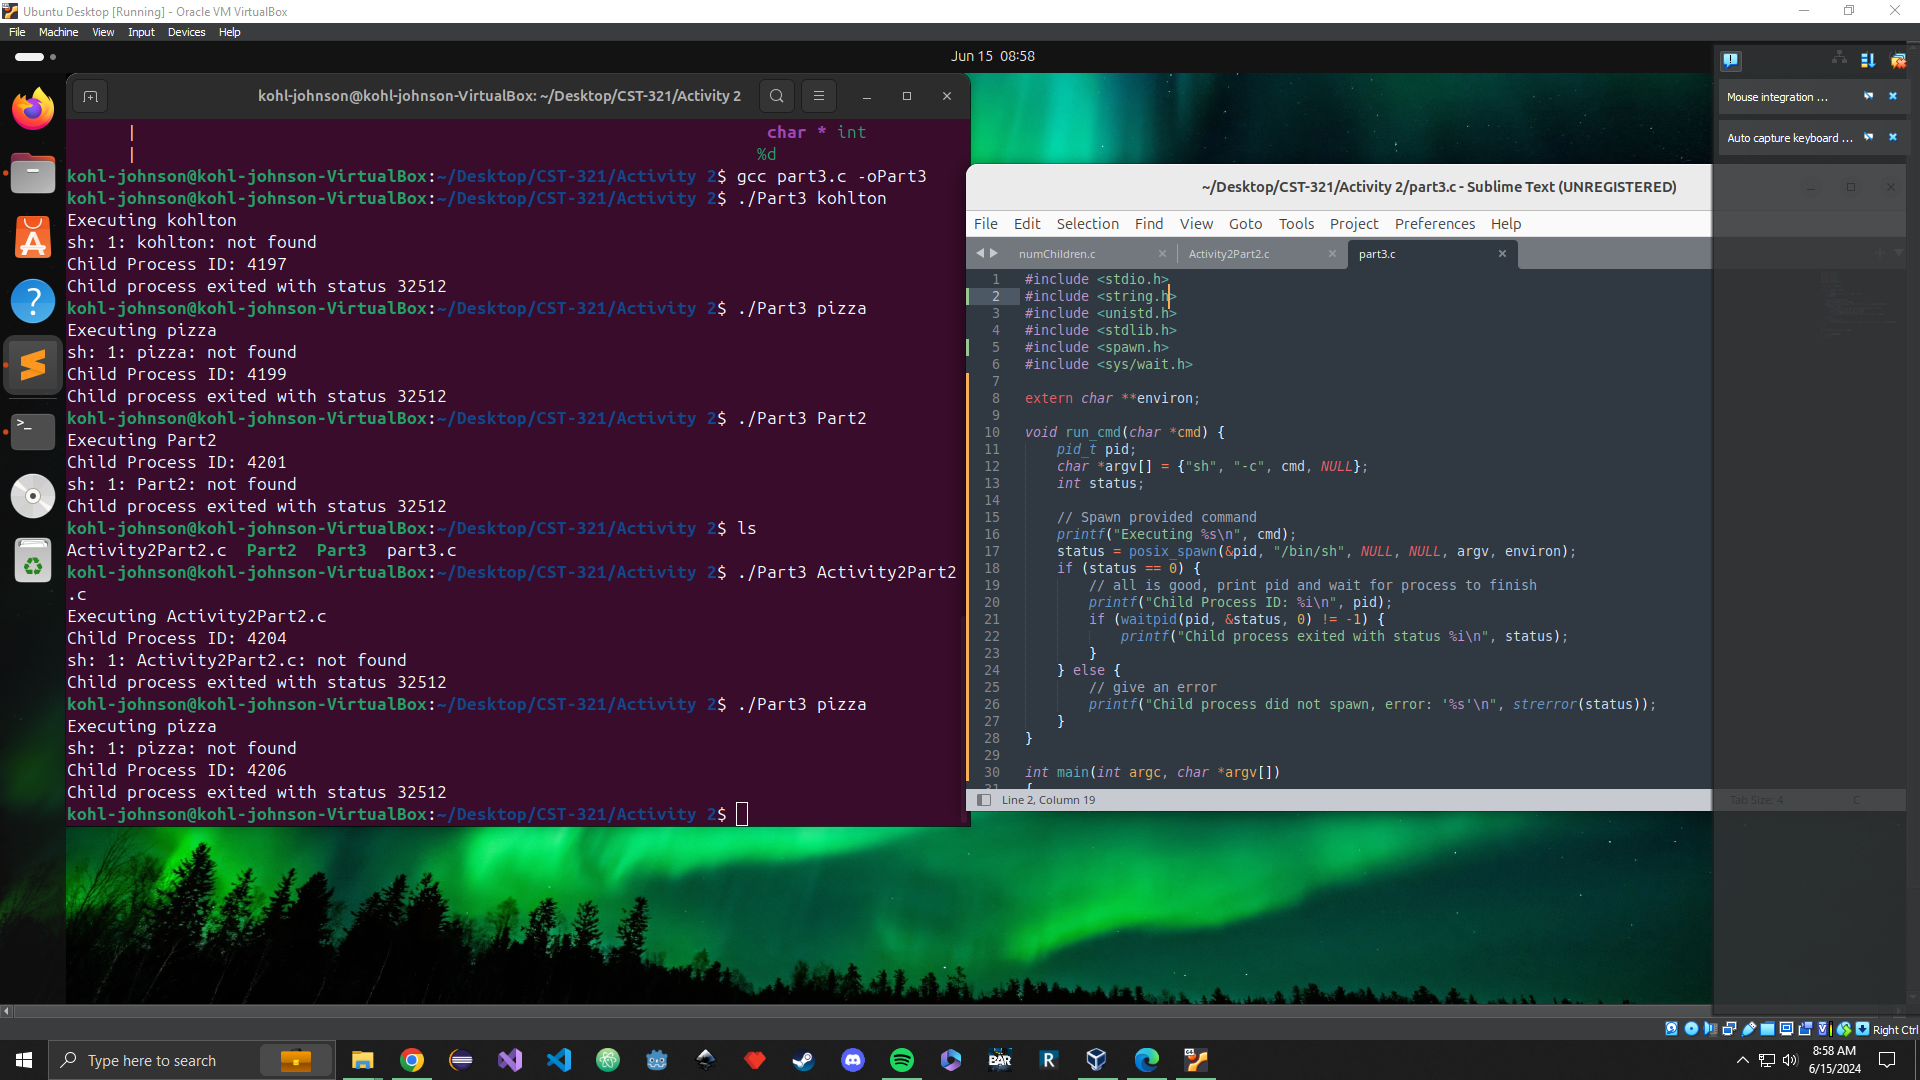 Ubuntu Desktop [Running] - Oracle VM VirtualBox
File Machine View Input Devices Help
Jun 15 08:58
kohl-johnson@kohl-johnson-VirtualBox: ~/Desktop/CST-321/Activity 2
| char * int
| %d
kohl-johnson@kohl-johnson-VirtualBox:~/Desktop/CST-321/Activity 2$ gcc part3.c -oPart3
kohl-johnson@kohl-johnson-VirtualBox:~/Desktop/CST-321/Activity 2$ ./Part3 kohlton
Executing kohlton
sh: 1: kohlton: not found
Child Process ID: 4197
Child process exited with status 32512
kohl-johnson@kohl-johnson-VirtualBox:~/Desktop/CST-321/Activity 2$ ./Part3 pizza
Executing pizza
sh: 1: pizza: not found
Child Process ID: 4199
Child process exited with status 32512
kohl-johnson@kohl-johnson-VirtualBox:~/Desktop/CST-321/Activity 2$ ./Part3 Part2
Executing Part2
Child Process ID: 4201
sh: 1: Part2: not found
Child process exited with status 32512
kohl-johnson@kohl-johnson-VirtualBox:~/Desktop/CST-321/Activity 2$ ls
Activity2Part2.c Part2 Part3 part3.c
kohl-johnson@kohl-johnson-VirtualBox:~/Desktop/CST-321/Activity 2$ ./Part3 Activity2Part2
.c
Executing Activity2Part2.c
Child Process ID: 4204
sh: 1: Activity2Part2.c: not found
Child process exited with status 32512
kohl-johnson@kohl-johnson-VirtualBox:~/Desktop/CST-321/Activity 2$ ./Part3 pizza
Executing pizza
sh: 1: pizza: not found
Child Process ID: 4206
Child process exited with status 32512
kohl-johnson@kohl-johnson-VirtualBox:~/Desktop/CST-321/Activity 2$
Mouse integration ...
Auto capture keyboard ...
~/Desktop/CST-321/Activity 2/part3.c - Sublime Text (UNREGISTERED)
File Edit Selection Find View Goto Tools Project Preferences Help
numChildren.c Activity2Part2.c part3.c
1 #include <stdio.h>
2 #include <string.h>
3 #include <unistd.h>
4 #include <stdlib.h>
5 #include <spawn.h>
6 #include <sys/wait.h>
7
8 extern char **environ;
9
10 void run_cmd(char *cmd) {
11 pid_t pid;
12 char *argv[] = {"sh", "-c", cmd, NULL};
13 int status;
14
15 // Spawn provided command
16 printf("Executing %s\n", cmd);
17 status = posix_spawn(&pid, "/bin/sh", NULL, NULL, argv, environ);
18 if (status == 0) {
19 // all is good, print pid and wait for process to finish
20 printf("Child Process ID: %i\n", pid);
21 if (waitpid(pid, &status, 0) != -1) {
22 printf("Child process exited with status %i\n", status);
23 }
24 } else {
25 // give an error
26 printf("Child process did not spawn, error: '%s'\n", strerror(status));
27 }
28 }
29
30 int main(int argc, char *argv[])
31 {
Line 2, Column 19 Tab Size: 4 C
Right Ctrl
Type here to search
BAR
R
8:58 AM
6/15/2024